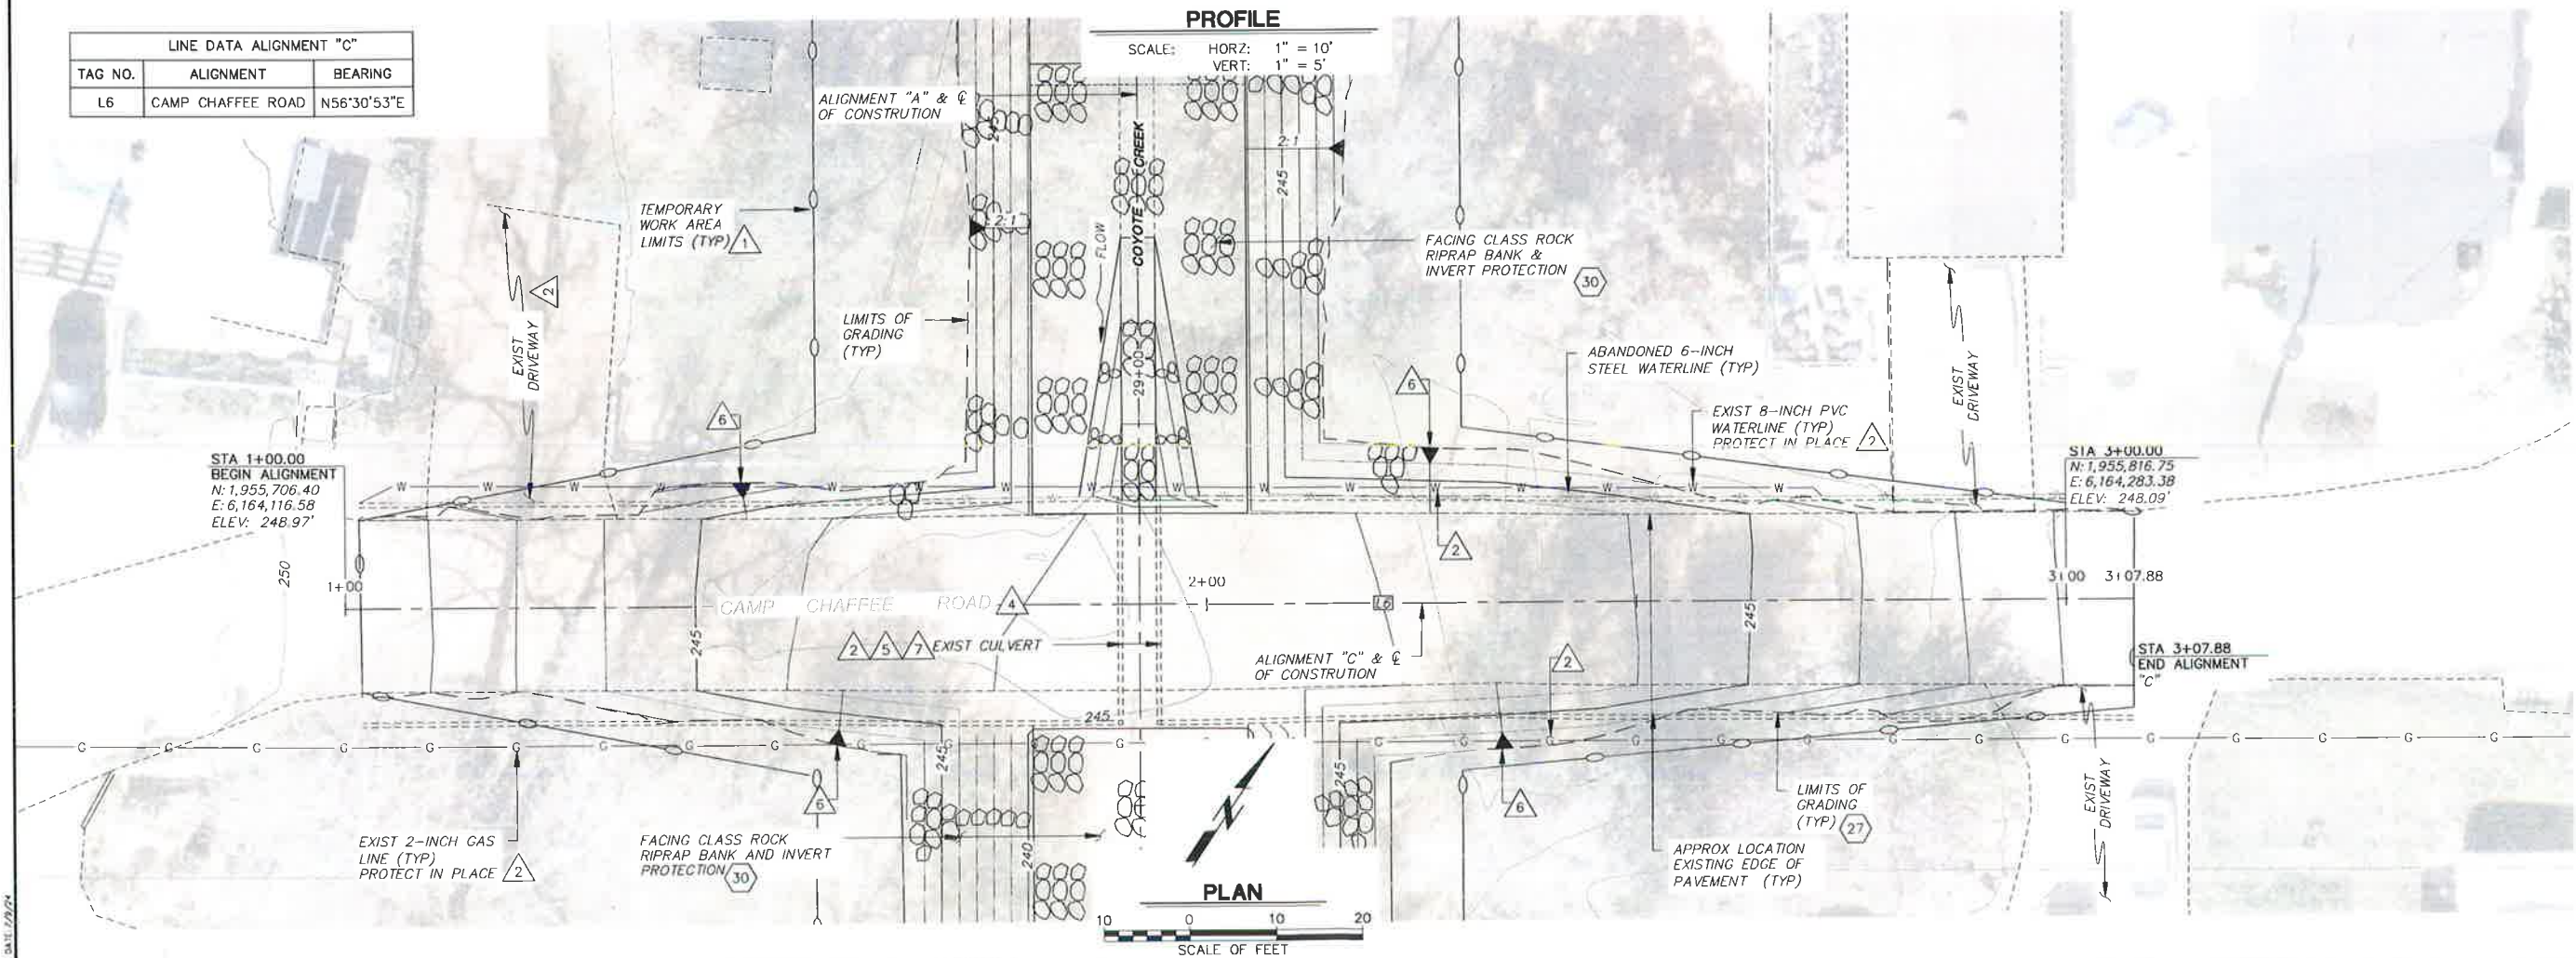 PROFILE
SCALE: HORZ: 1" = 10'
VERT: 1" = 5'
LINE DATA ALIGNMENT "C"
TAG NO. ALIGNMENT BEARING
L6 CAMP CHAFFEE ROAD N56°30'53"E
ALIGNMENT "A" & ℄
OF CONSTRUTION
COYOTE CREEK
2:1
245
TEMPORARY
WORK AREA
LIMITS (TYP) 1
2:1
FLOW
FACING CLASS ROCK
RIPRAP BANK &
INVERT PROTECTION 30
EXIST
DRIVEWAY
2
LIMITS OF
GRADING
(TYP)
29+00
ABANDONED 6-INCH
STEEL WATERLINE (TYP)
EXIST
DRIVEWAY
6
6
EXIST 8-INCH PVC
WATERLINE (TYP)
PROTECT IN PLACE 2
STA 1+00.00
BEGIN ALIGNMENT
N: 1,955,706.40
E: 6,164,116.58
ELEV: 248.97'
STA 3+00.00
N: 1,955,816.75
E: 6,164,283.38
ELEV: 248.09'
W W W W W W W W W W W W W W W W
2
250
1+00
CAMP CHAFFEE ROAD 4
2+00
L6
245
245
3+00 3+07.88
2 5 7 EXIST CULVERT
ALIGNMENT "C" & ℄
OF CONSTRUTION
2
STA 3+07.88
END ALIGNMENT
"C"
245
G G G G G G G G G G G G G G G G G G G G G G G G G G
245
245
6
6
LIMITS OF
GRADING
(TYP) 27
EXIST
DRIVEWAY
EXIST 2-INCH GAS
LINE (TYP)
PROTECT IN PLACE 2
FACING CLASS ROCK
RIPRAP BANK AND INVERT
PROTECTION 30
240
N
APPROX LOCATION
EXISTING EDGE OF
PAVEMENT (TYP)
PLAN
10 0 10 20
SCALE OF FEET